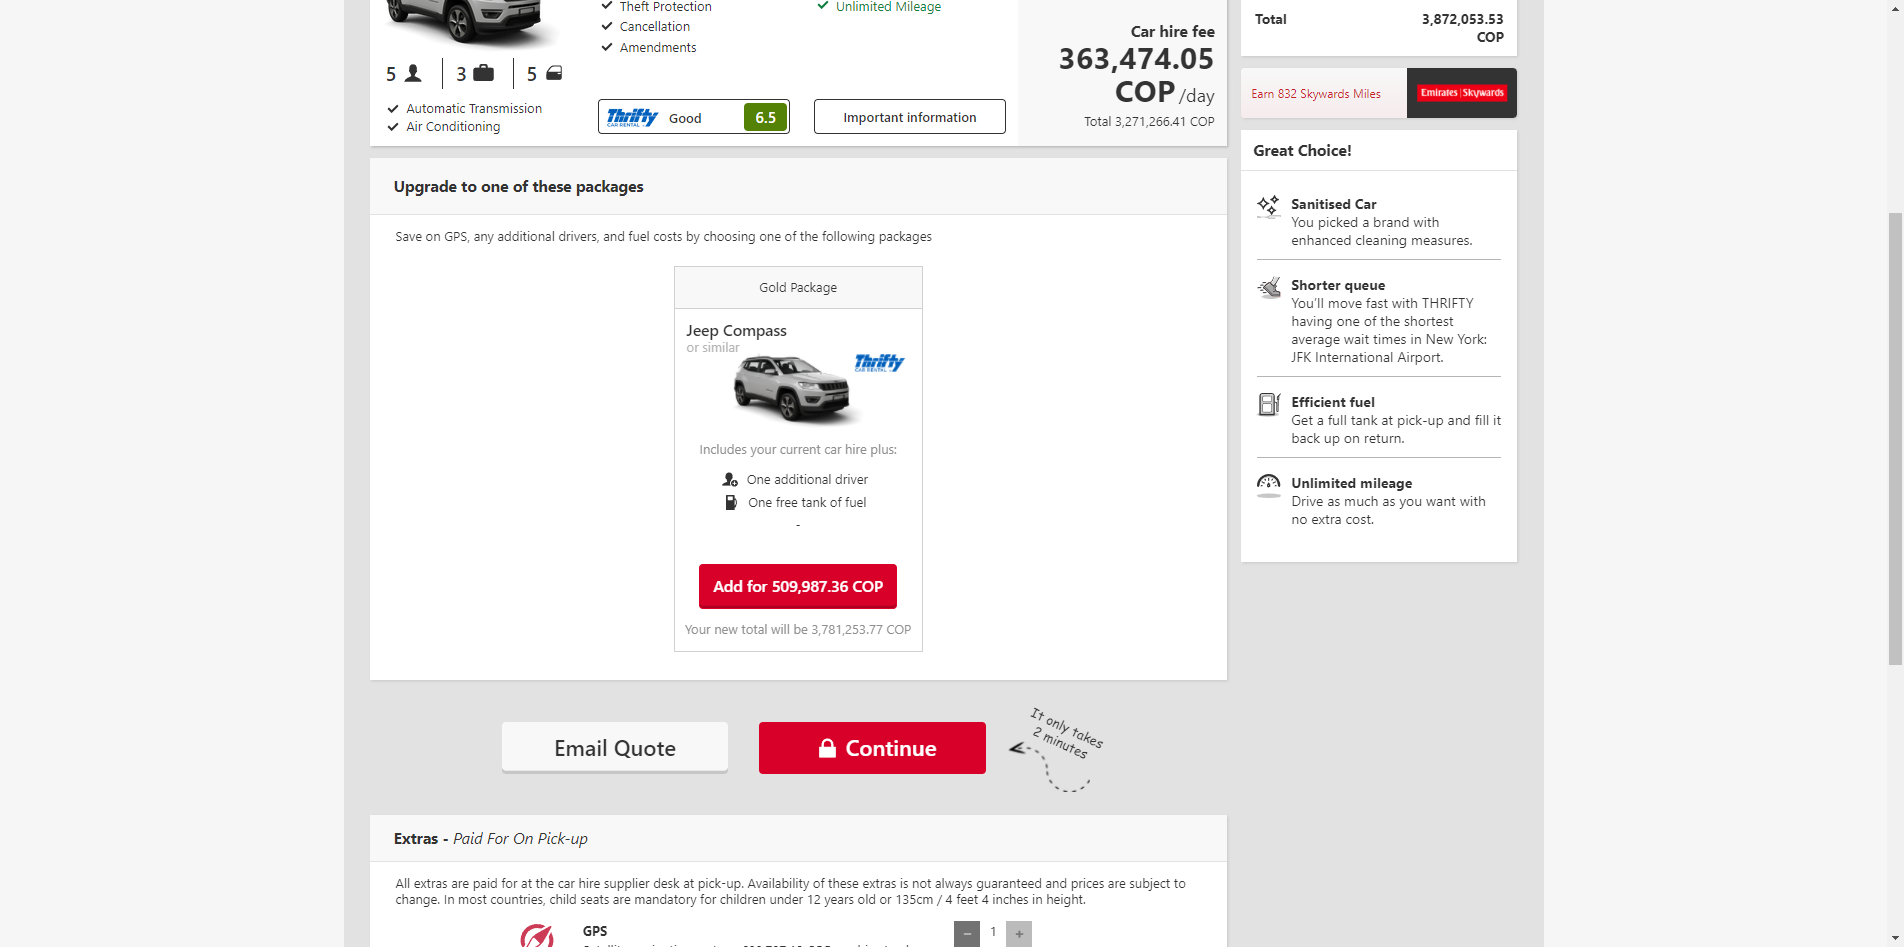 Theft Protection
Unlimited Mileage
Cancellation
Amendments
5
3
5
Automatic Transmission
Air Conditioning
Thrifty
CAR RENTAL
Good
6.5
Important information
Car hire fee
363,474.05
COP /day
Total 3,271,266.41 COP
Upgrade to one of these packages
Save on GPS, any additional drivers, and fuel costs by choosing one of the following packages
Gold Package
Jeep Compass
or similar
Thrifty
CAR RENTAL
Includes your current car hire plus:
One additional driver
One free tank of fuel
-
Add for 509,987.36 COP
Your new total will be 3,781,253.77 COP
Email Quote
Continue
It only takes
2 minutes
Extras - Paid For On Pick-up
All extras are paid for at the car hire supplier desk at pick-up. Availability of these extras is not always guaranteed and prices are subject to
change. In most countries, child seats are mandatory for children under 12 years old or 135cm / 4 feet 4 inches in height.
GPS
- 1 +
Total 3,872,053.53
COP
Earn 832 Skywards Miles
Emirates | Skywards
Great Choice!
Sanitised Car
You picked a brand with
enhanced cleaning measures.
Shorter queue
You'll move fast with THRIFTY
having one of the shortest
average wait times in New York:
JFK International Airport.
Efficient fuel
Get a full tank at pick-up and fill it
back up on return.
Unlimited mileage
Drive as much as you want with
no extra cost.